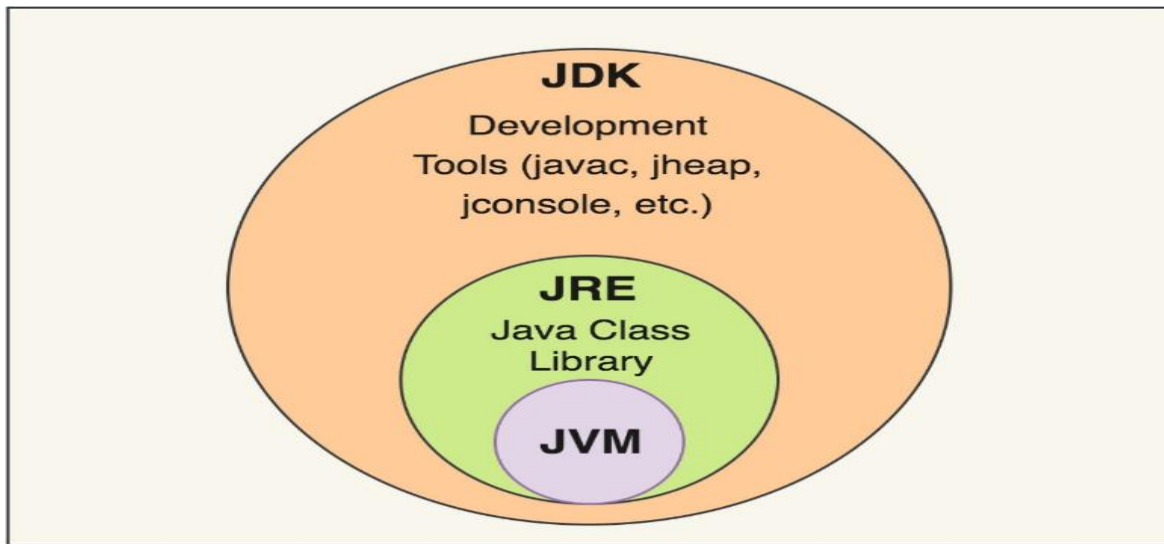 JDK
Development
Tools (javac, jheap,
jconsole, etc.)
JRE
Java Class
Library
JVM